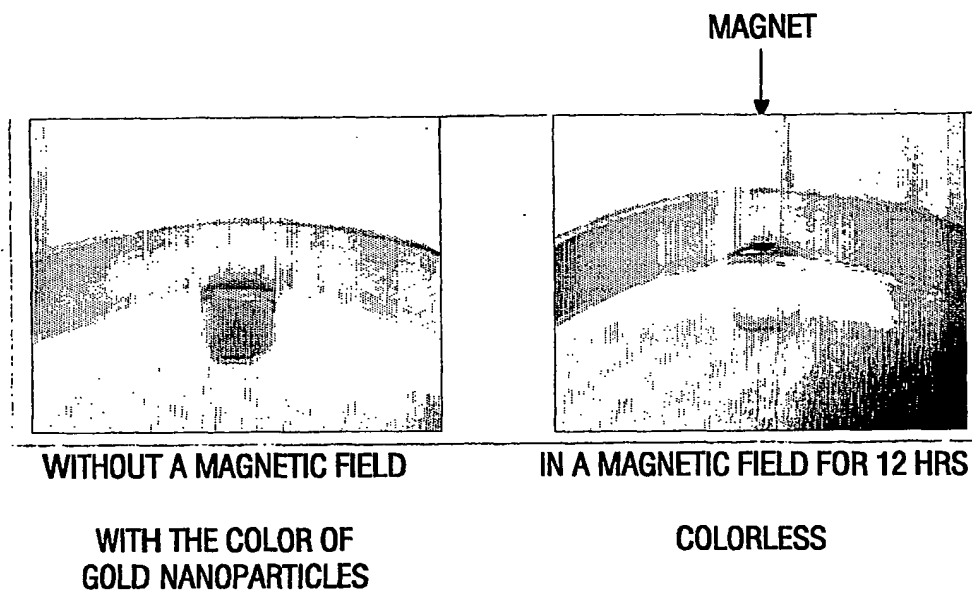 MAGNET
WITHOUT A MAGNETIC FIELD
IN A MAGNETIC FIELD FOR 12 HRS
WITH THE COLOR OF
GOLD NANOPARTICLES
COLORLESS